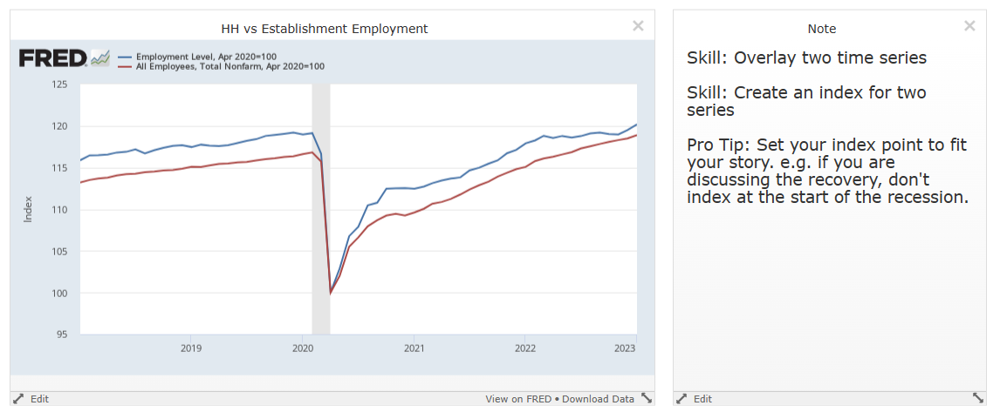 HH vs Establishment Employment
FRED
Employment Level, Apr 2020=100
All Employees, Total Nonfarm, Apr 2020=100
125
120
115
110
105
100
95
Index
2019
2020
2021
2022
2023
Edit
View on FRED • Download Data
Note
Skill: Overlay two time series
Skill: Create an index for two
series
Pro Tip: Set your index point to fit
your story. e.g. if you are
discussing the recovery, don't
index at the start of the recession.
Edit